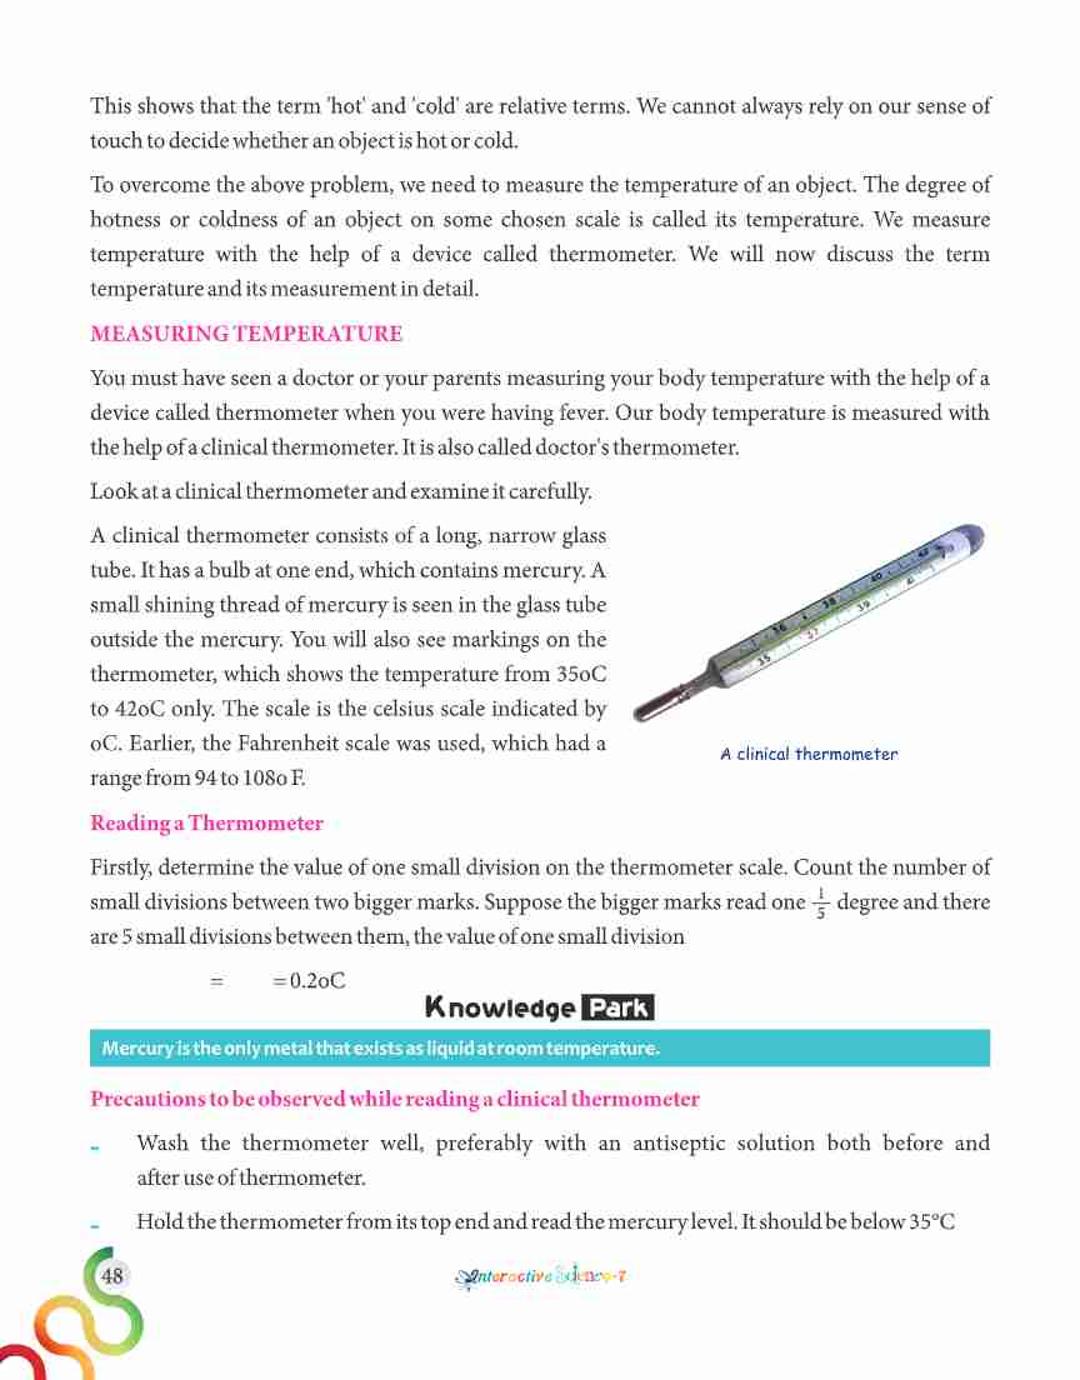 This shows that the term 'hot' and 'cold' are relative terms. We cannot always rely on our sense of
touch to decide whether an object is hot or cold.
To overcome the above problem, we need to measure the temperature of an object. The degree of
hotness or coldness of an object on some chosen scale is called its temperature. We measure
temperature with the help of a device called thermometer. We will now discuss the term
temperature and its measurement in detail.
MEASURING TEMPERATURE
You must have seen a doctor or your parents measuring your body temperature with the help of a
device called thermometer when you were having fever. Our body temperature is measured with
the help of a clinical thermometer. It is also called doctor's thermometer.
Look at a clinical thermometer and examine it carefully.
A clinical thermometer consists of a long, narrow glass
tube. It has a bulb at one end, which contains mercury. A
small shining thread of mercury is seen in the glass tube
outside the mercury. You will also see markings on the
thermometer, which shows the temperature from 35oC
to 42oC only. The scale is the celsius scale indicated by
oC. Earlier, the Fahrenheit scale was used, which had a
range from 94 to 108o F.
35 36 37 38 39 40 41 42
A clinical thermometer
Reading a Thermometer
Firstly, determine the value of one small division on the thermometer scale. Count the number of
small divisions between two bigger marks. Suppose the bigger marks read one 1/5 degree and there
are 5 small divisions between them, the value of one small division
= = 0.2oC
Knowledge Park
Mercury is the only metal that exists as liquid at room temperature.
Precautions to be observed while reading a clinical thermometer
- Wash the thermometer well, preferably with an antiseptic solution both before and
after use of thermometer.
- Hold the thermometer from its top end and read the mercury level. It should be below 35°C
48
Interactive Science-7